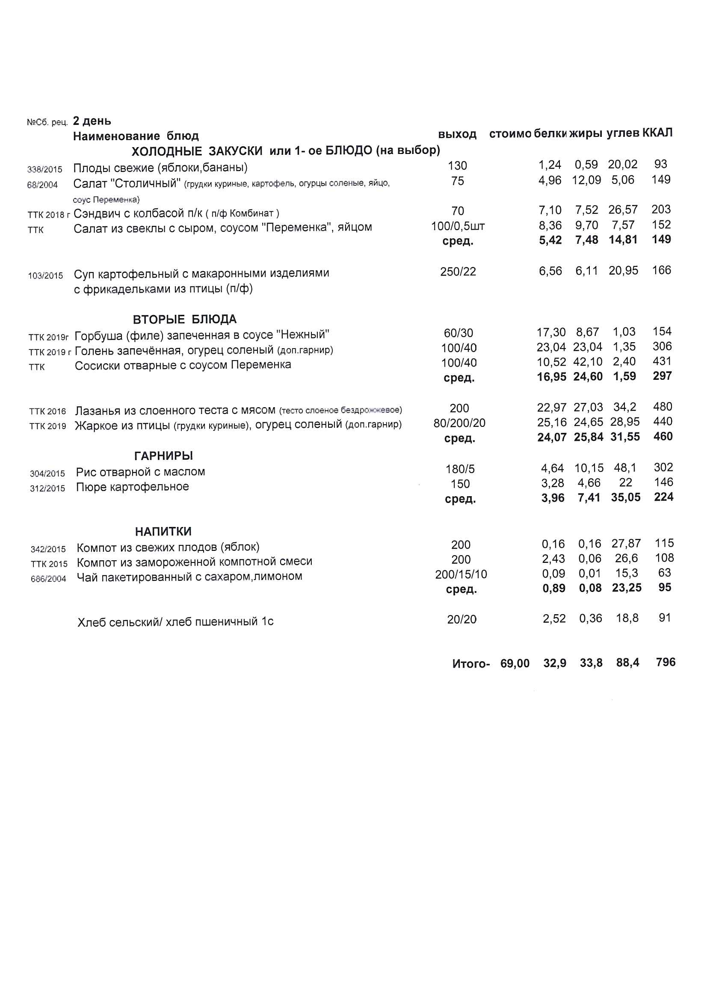 №Сб. рец. 2 день
Наименование блюд выход стоимо белки жиры углев ККАЛ
ХОЛОДНЫЕ ЗАКУСКИ или 1- ое БЛЮДО (на выбор)
338/2015 Плоды свежие (яблоки,бананы) 130 1,24 0,59 20,02 93
68/2004 Салат "Столичный" (грудки куриные, картофель, огурцы соленые, яйцо, 75 4,96 12,09 5,06 149
соус Переменка)
ТТК 2018 г Сэндвич с колбасой п/к ( п/ф Комбинат ) 70 7,10 7,52 26,57 203
ТТК Салат из свеклы с сыром, соусом "Переменка", яйцом 100/0,5шт 8,36 9,70 7,57 152
сред. 5,42 7,48 14,81 149
103/2015 Суп картофельный с макаронными изделиями 250/22 6,56 6,11 20,95 166
с фрикадельками из птицы (п/ф)
ВТОРЫЕ БЛЮДА
ТТК 2019г Горбуша (филе) запеченная в соусе "Нежный" 60/30 17,30 8,67 1,03 154
ТТК 2019 г Голень запечённая, огурец соленый (доп.гарнир) 100/40 23,04 23,04 1,35 306
ТТК Сосиски отварные с соусом Переменка 100/40 10,52 42,10 2,40 431
сред. 16,95 24,60 1,59 297
ТТК 2016 Лазанья из слоенного теста с мясом (тесто слоеное бездрожжевое) 200 22,97 27,03 34,2 480
ТТК 2019 Жаркое из птицы (грудки куриные), огурец соленый (доп.гарнир) 80/200/20 25,16 24,65 28,95 440
сред. 24,07 25,84 31,55 460
ГАРНИРЫ
304/2015 Рис отварной с маслом 180/5 4,64 10,15 48,1 302
312/2015 Пюре картофельное 150 3,28 4,66 22 146
сред. 3,96 7,41 35,05 224
НАПИТКИ
342/2015 Компот из свежих плодов (яблок) 200 0,16 0,16 27,87 115
ТТК 2015 Компот из замороженной компотной смеси 200 2,43 0,06 26,6 108
686/2004 Чай пакетированный с сахаром,лимоном 200/15/10 0,09 0,01 15,3 63
сред. 0,89 0,08 23,25 95
Хлеб сельский/ хлеб пшеничный 1с 20/20 2,52 0,36 18,8 91
Итого- 69,00 32,9 33,8 88,4 796